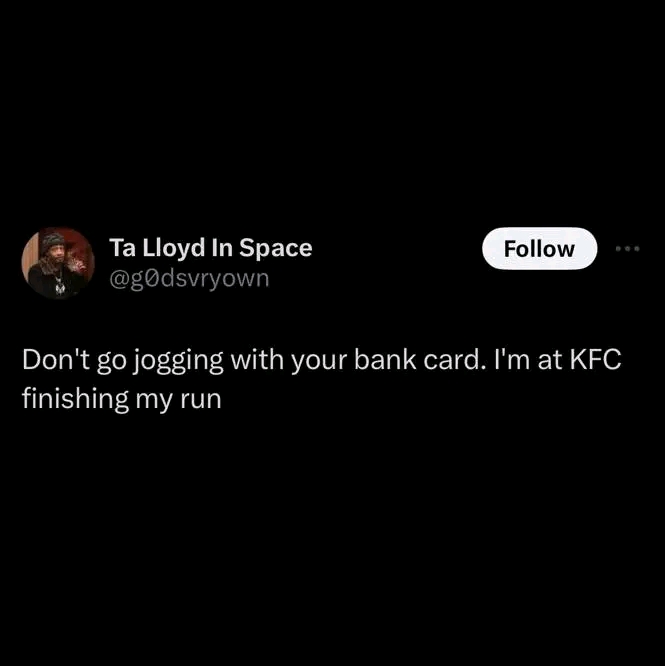 Ta Lloyd In Space
Follow
@g0dsvryown
Don't go jogging with your bank card. I'm at KFC
finishing my run